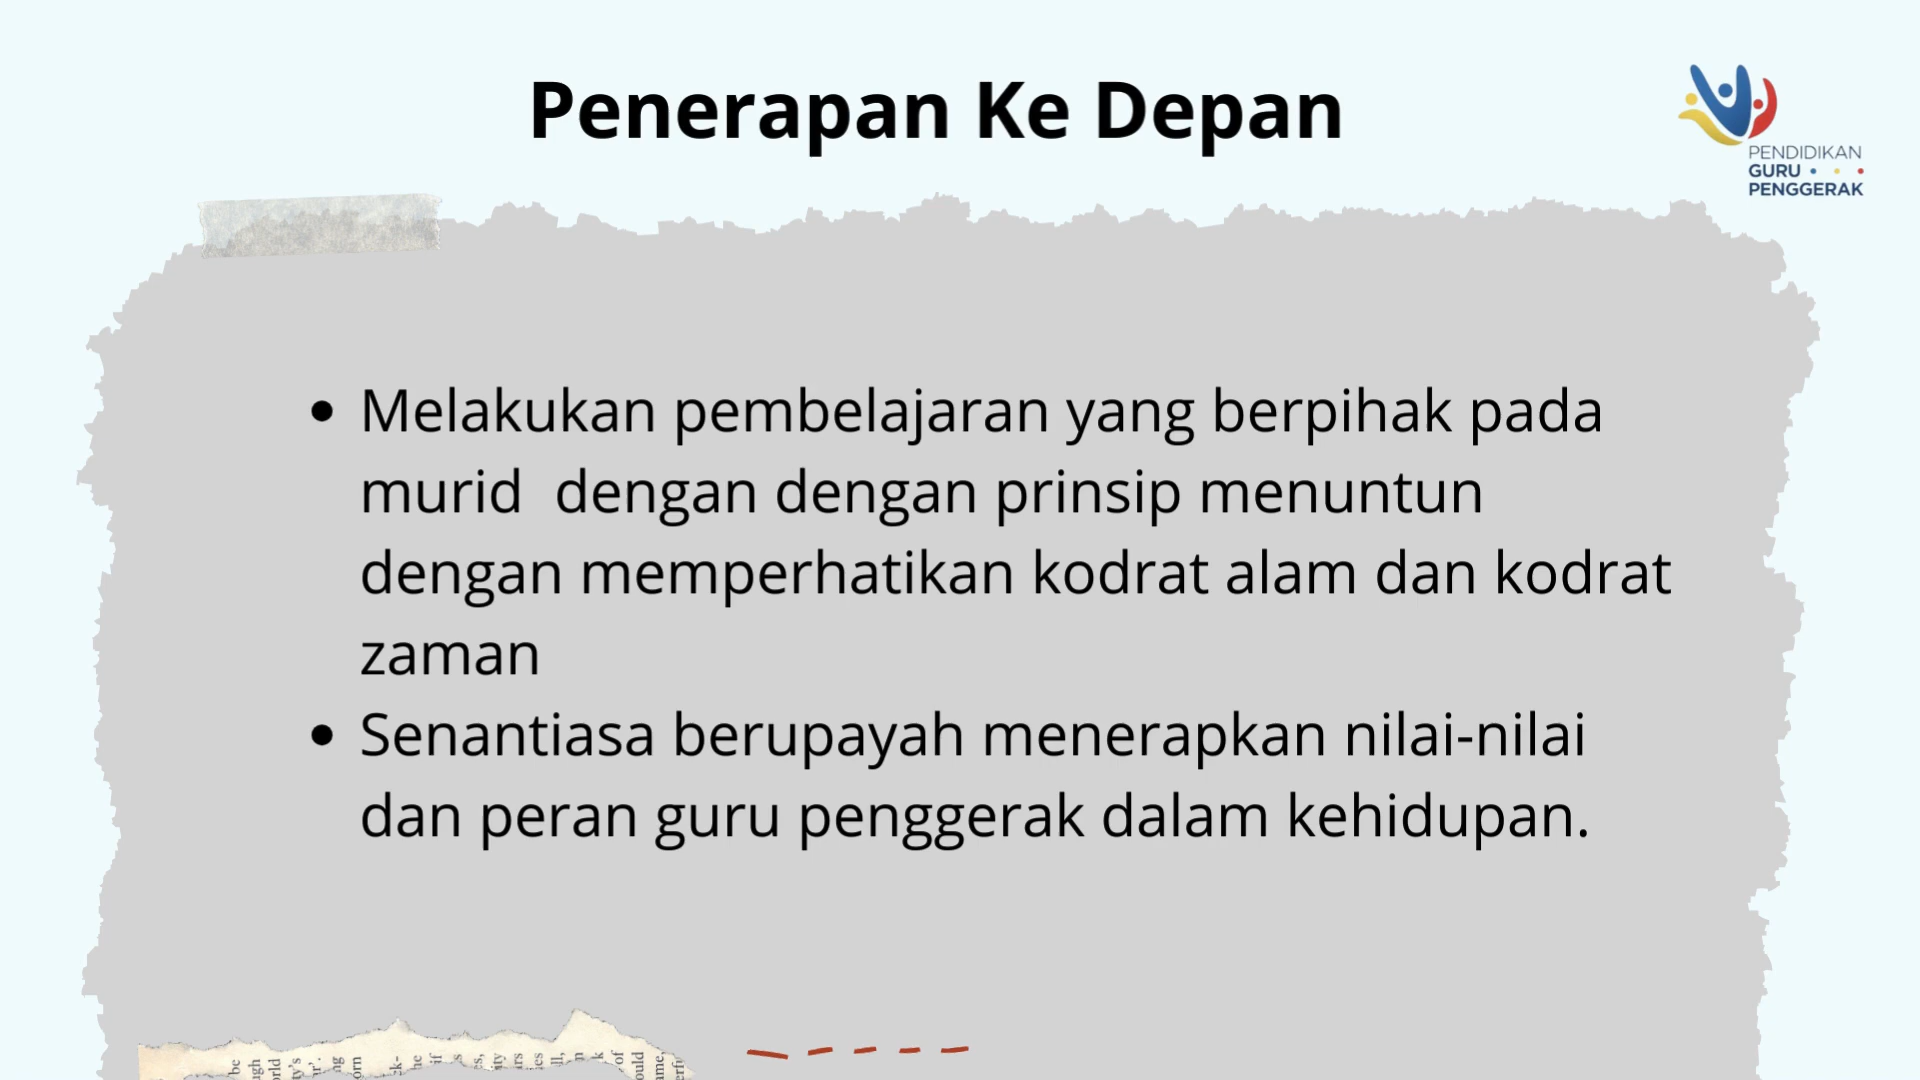 Penerapan Ke Depan
PENDIDIKAN
GURU
PENGGERAK
• Melakukan pembelajaran yang berpihak pada
murid  dengan dengan prinsip menuntun
dengan memperhatikan kodrat alam dan kodrat
zaman
• Senantiasa berupayah menerapkan nilai-nilai
dan peran guru penggerak dalam kehidupan.